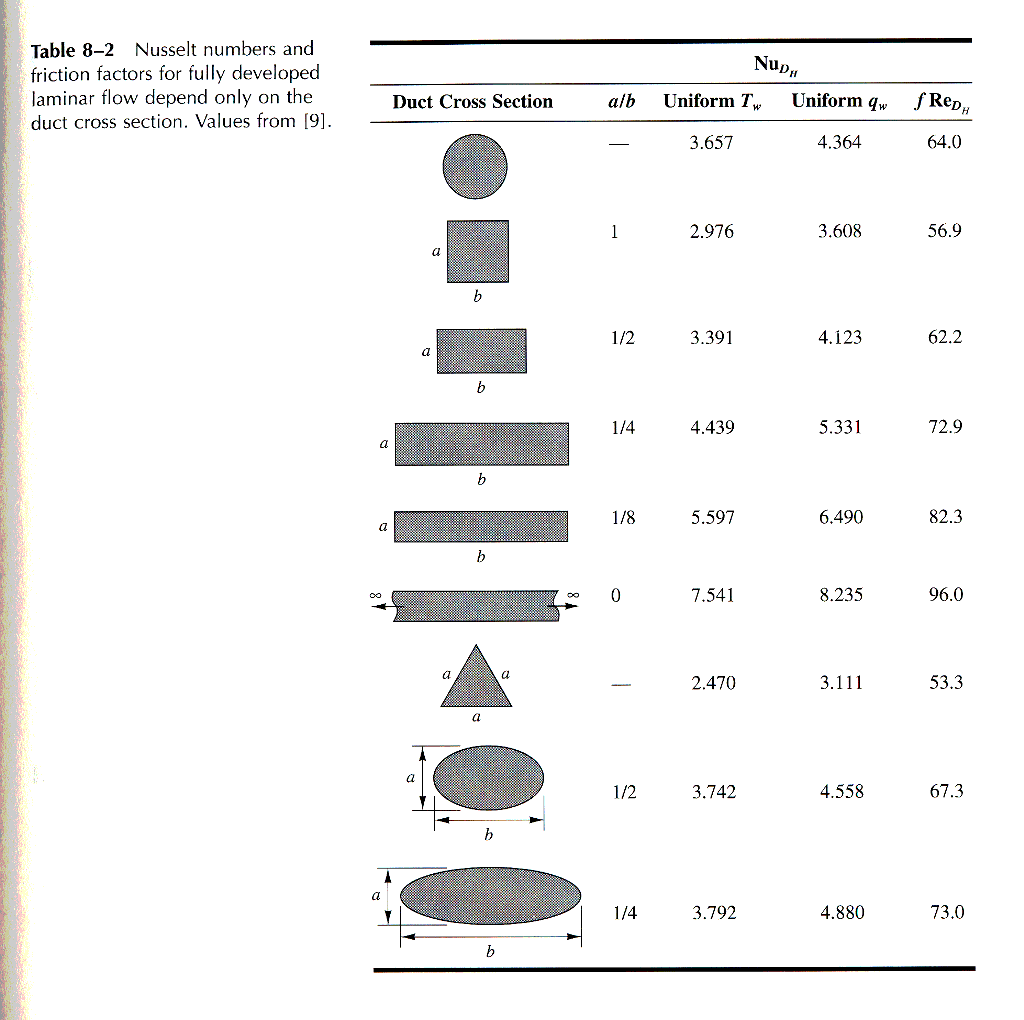 Table 8–2 Nusselt numbers and
friction factors for fully developed
laminar flow depend only on the
duct cross section. Values from [9].
Nu_{D_H}
Duct Cross Section a/b Uniform T_w Uniform q_w f Re_{D_H}
— 3.657 4.364 64.0
a
b
1 2.976 3.608 56.9
a
b
1/2 3.391 4.123 62.2
a
b
1/4 4.439 5.331 72.9
a
b
1/8 5.597 6.490 82.3
∞ ∞ 0 7.541 8.235 96.0
a a
a
— 2.470 3.111 53.3
a
b
1/2 3.742 4.558 67.3
a
b
1/4 3.792 4.880 73.0